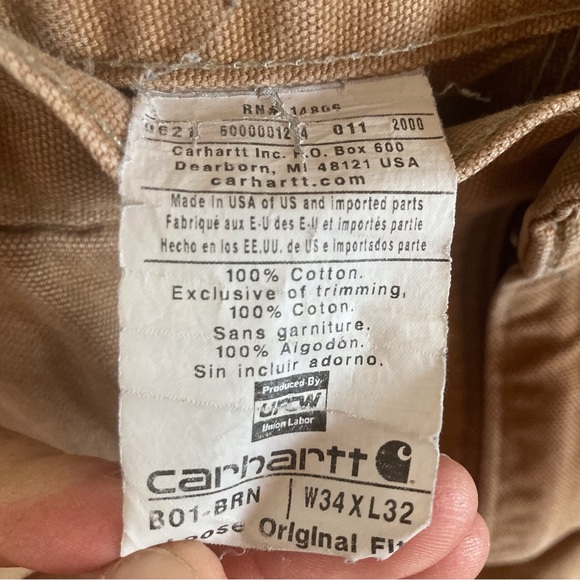 RN# 14806
0621 6000001274 011 2000
Carhartt Inc. P.O. Box 600
Dearborn, MI 48121 USA
carhartt.com
Made in USA of US and imported parts
Fabriqué aux E-U des E-U et importés partie
Hecho en los EE.UU. de US e importados parte
100% Cotton.
Exclusive of trimming,
100% Coton.
Sans garniture.
100% Algodón.
Sin incluir adorno.
Produced By
UFCW
Union Labor
carhartt
B01-BRN W34XL32
Loose Original Fit